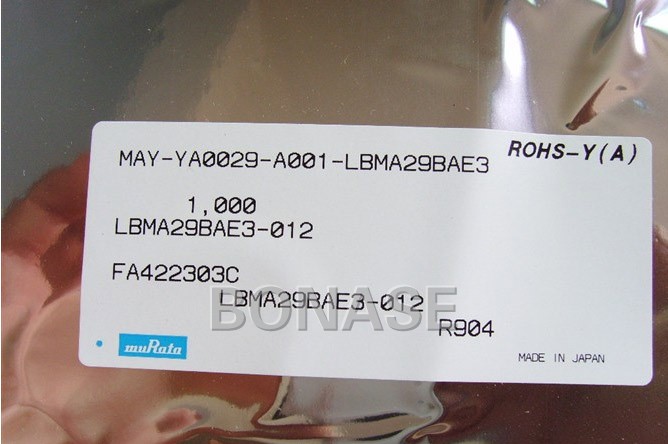 ROHS-Y(A)
MAY-YA0029-A001-LBMA29BAE3
1,000
LBMA29BAE3-012
FA422303C
LBMA29BAE3-012
BONASE
R904
muRata
MADE IN JAPAN